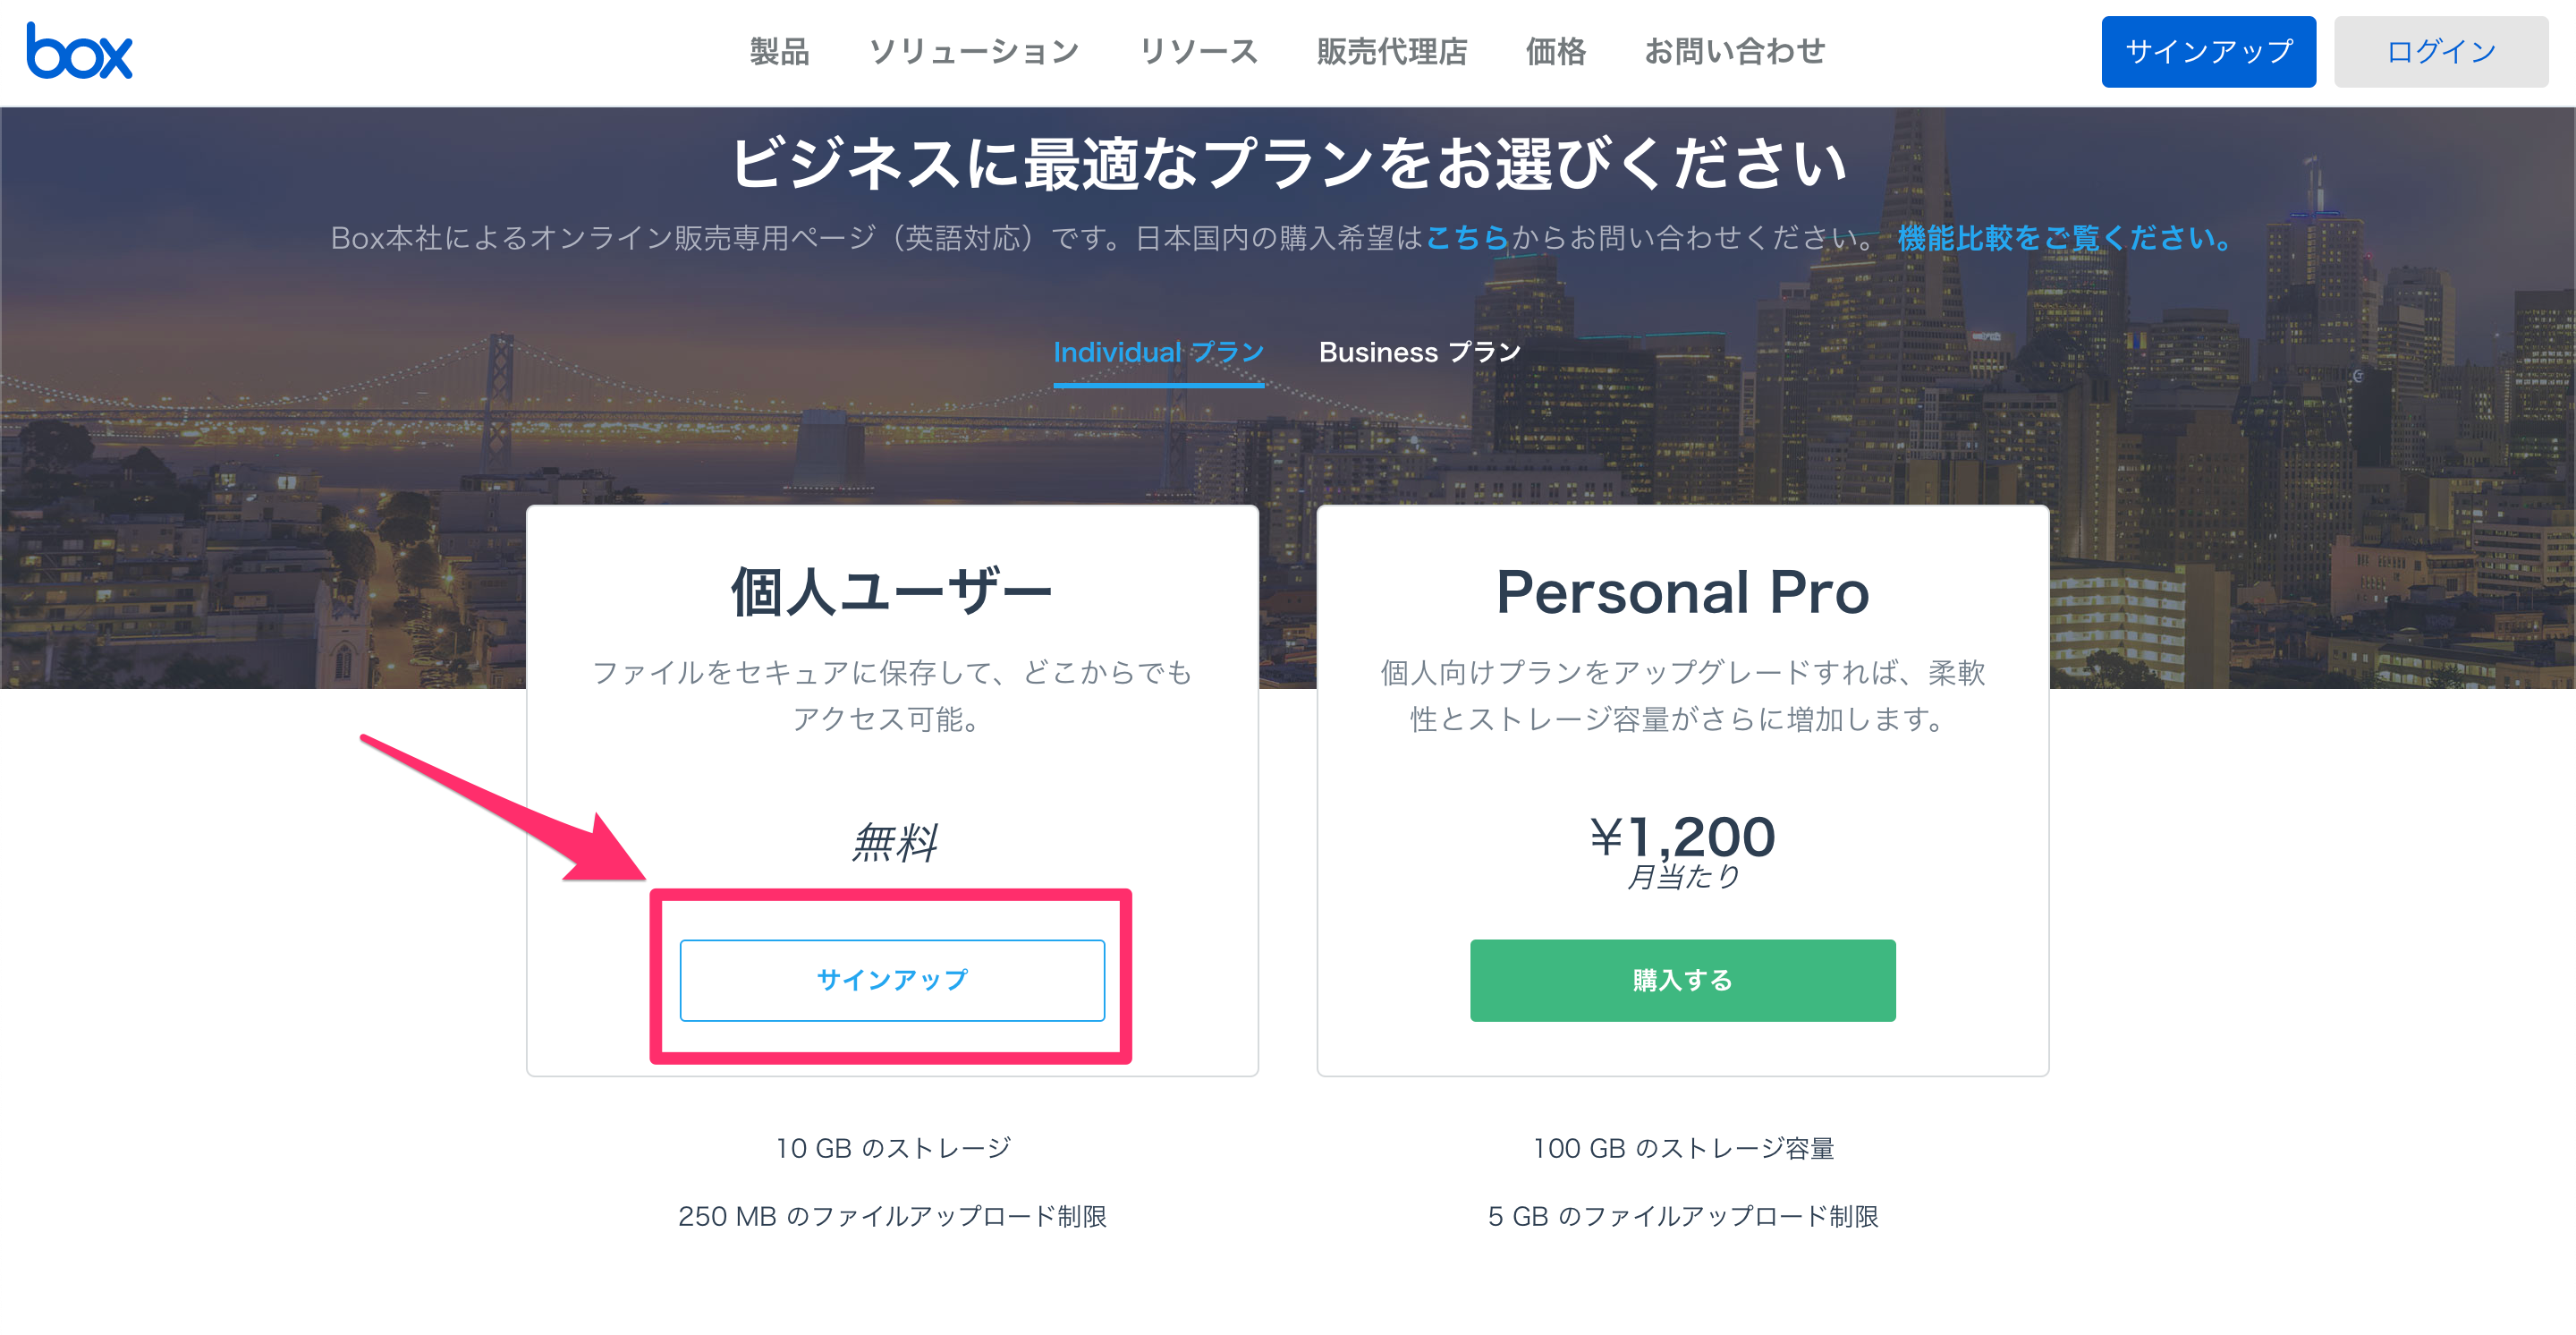 box
製品 ソリューション リソース 販売代理店 価格 お問い合わせ
サインアップ ログイン
ビジネスに最適なプランをお選びください
Box本社によるオンライン販売専用ページ（英語対応）です。日本国内の購入希望はこちらからお問い合わせください。 機能比較をご覧ください。
Individual プラン Business プラン
個人ユーザー
ファイルをセキュアに保存して、どこからでも
アクセス可能。
無料
サインアップ
10 GB のストレージ
250 MB のファイルアップロード制限
Personal Pro
個人向けプランをアップグレードすれば、柔軟
性とストレージ容量がさらに増加します。
¥1,200
月当たり
購入する
100 GB のストレージ容量
5 GB のファイルアップロード制限